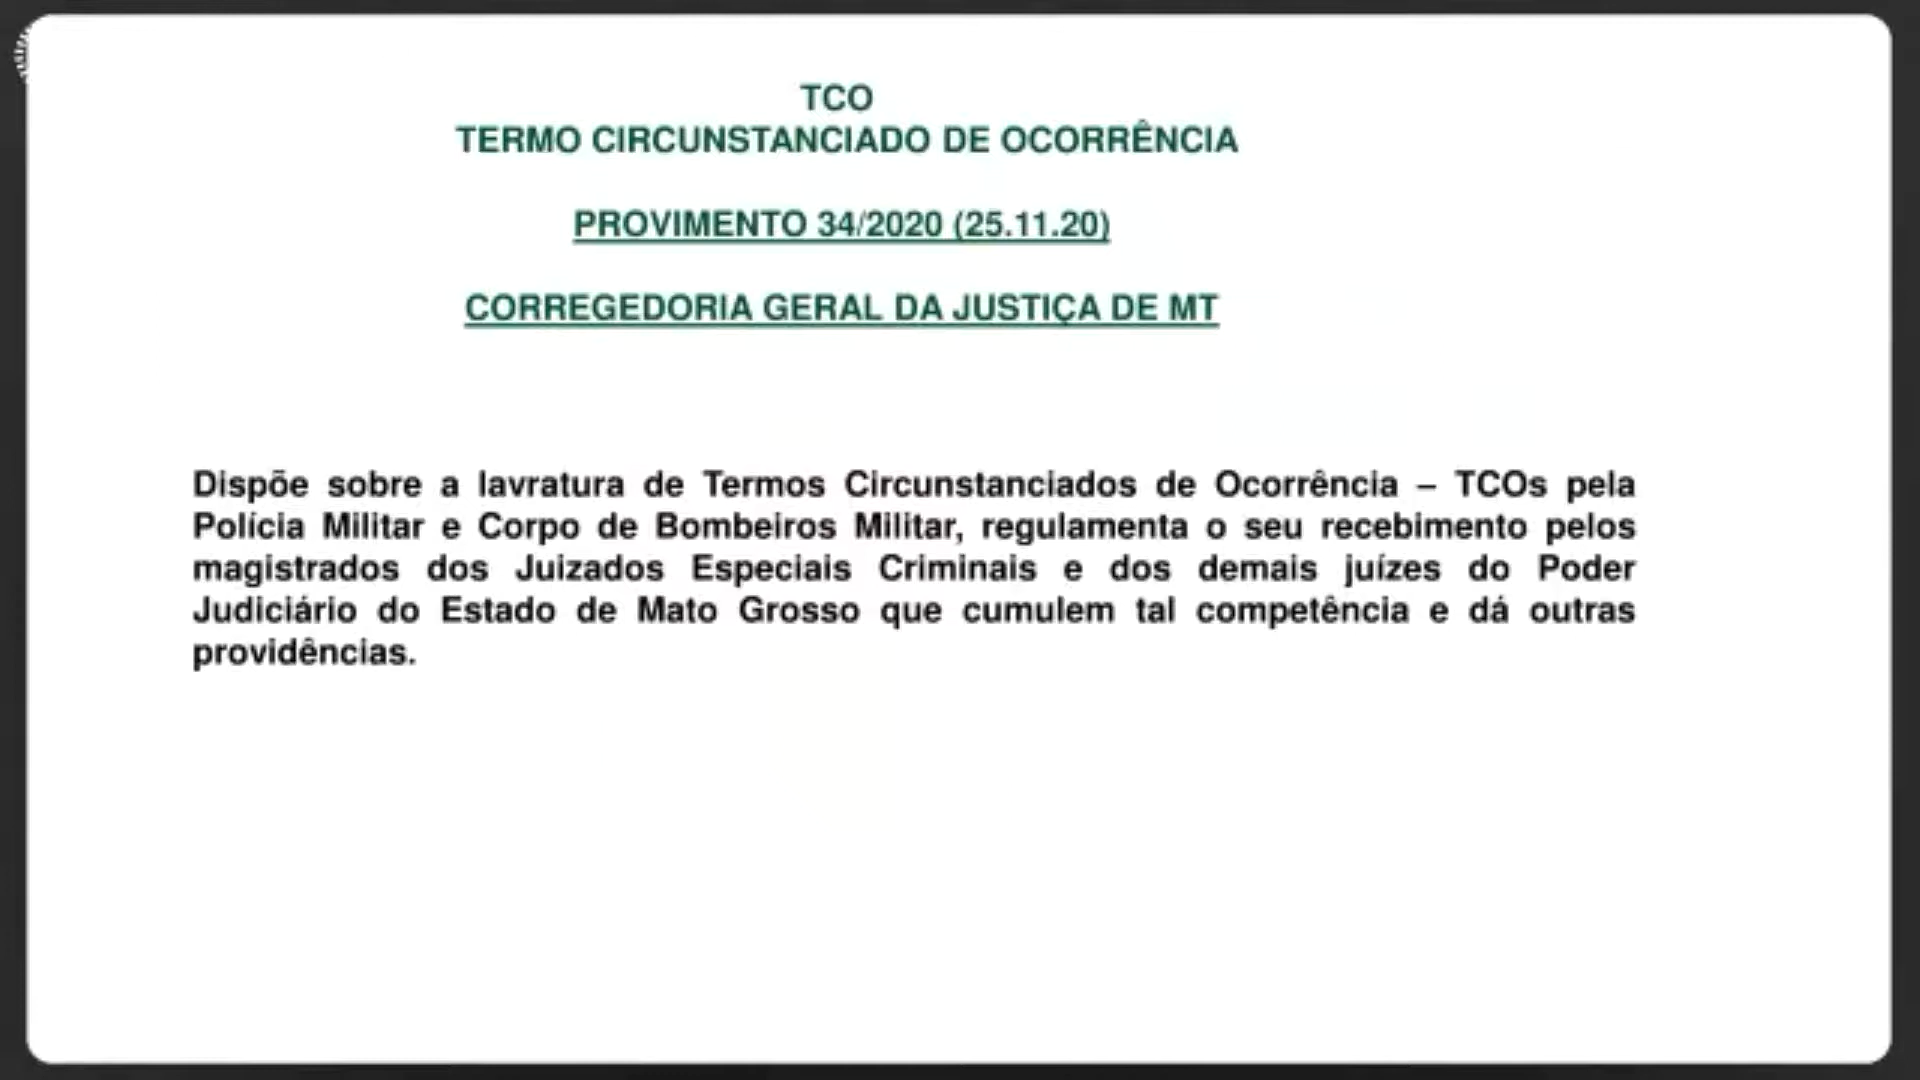 TCO
TERMO CIRCUNSTANCIADO DE OCORRÊNCIA
PROVIMENTO 34/2020 (25.11.20)
CORREGEDORIA GERAL DA JUSTIÇA DE MT
Dispõe sobre a lavratura de Termos Circunstanciados de Ocorrência – TCOs pela
Polícia Militar e Corpo de Bombeiros Militar, regulamenta o seu recebimento pelos
magistrados dos Juizados Especiais Criminais e dos demais juízes do Poder
Judiciário do Estado de Mato Grosso que cumulem tal competência e dá outras
providências.